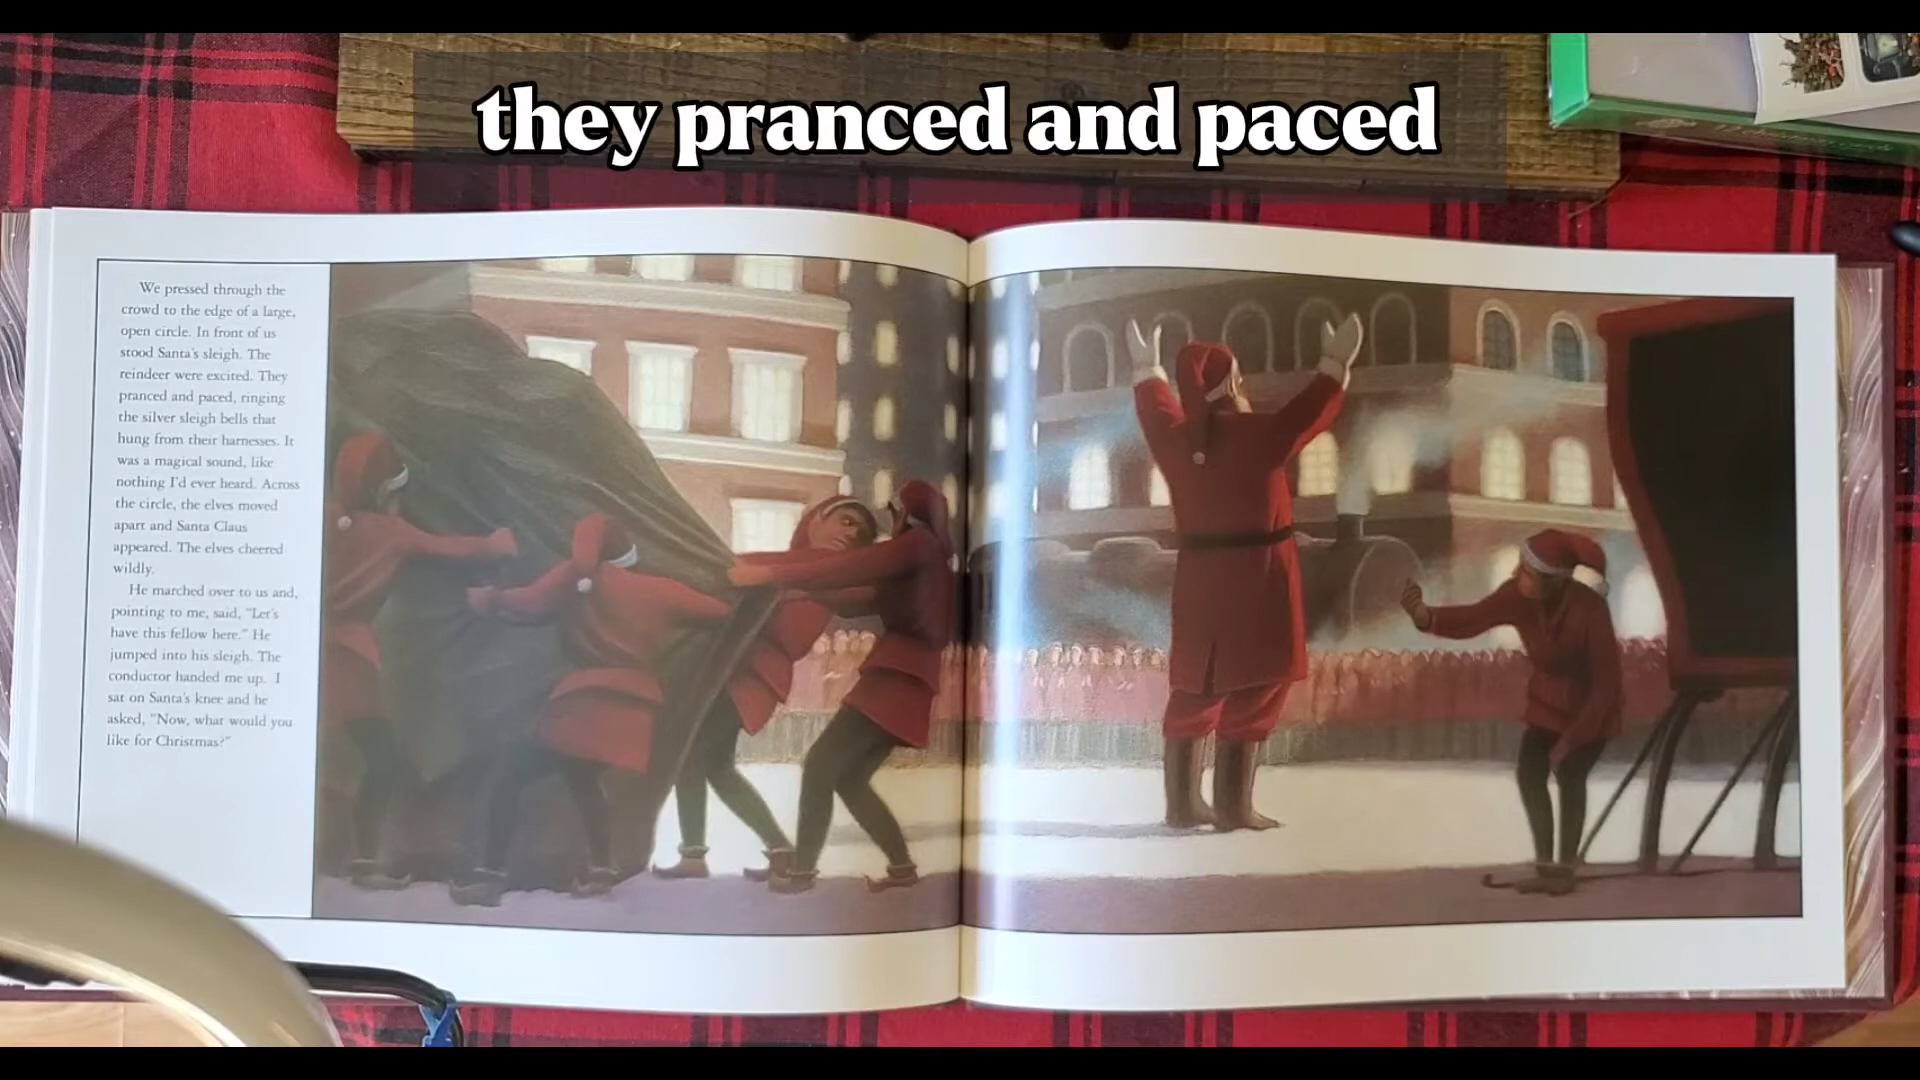 they pranced and paced
We pressed through the
crowd to the edge of a large,
open circle. In front of us
stood Santa's sleigh. The
reindeer were excited. They
pranced and paced, ringing
the silver sleigh bells that
hung from their harnesses. It
was a magical sound, like
nothing I'd ever heard. Across
the circle, the elves moved
apart and Santa Claus
appeared. The elves cheered
wildly.
He marched over to us and,
pointing to me, said, "Let's
have this fellow here." He
jumped into his sleigh. The
conductor handed me up. I
sat on Santa's knee and he
asked, "Now, what would you
like for Christmas?"